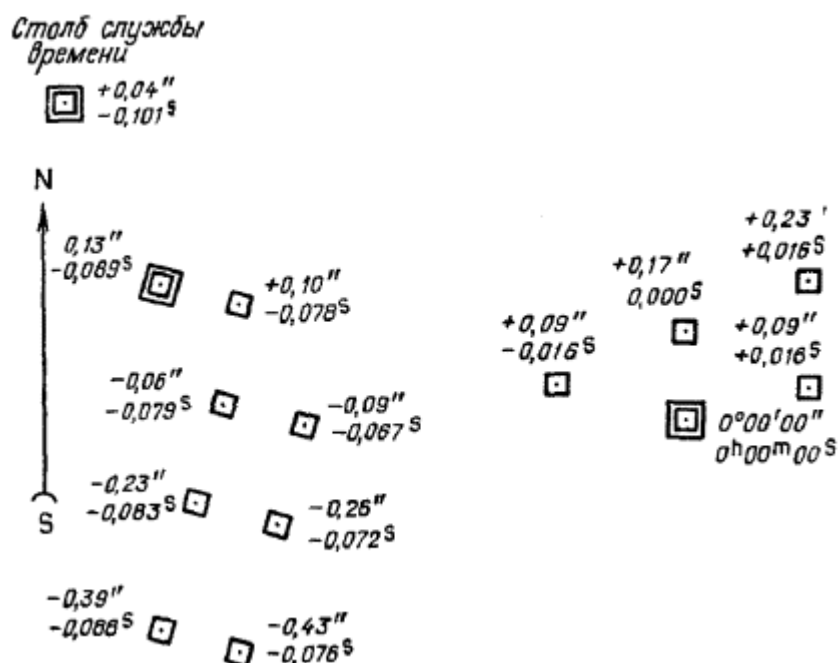 Столб службы
времени
+0,04"
-0,101ˢ
N
0,13"
-0,089ˢ
+0,10"
-0,078ˢ
+0,23'
+0,016ˢ
+0,17"
0,000ˢ
+0,09"
-0,016ˢ
+0,09"
+0,016ˢ
-0,06"
-0,079ˢ
-0,09"
-0,067ˢ
0°00'00"
0ʰ00ᵐ00ˢ
-0,23"
-0,083ˢ
S
-0,26"
-0,072ˢ
-0,39"
-0,086ˢ
-0,43"
-0,076ˢ